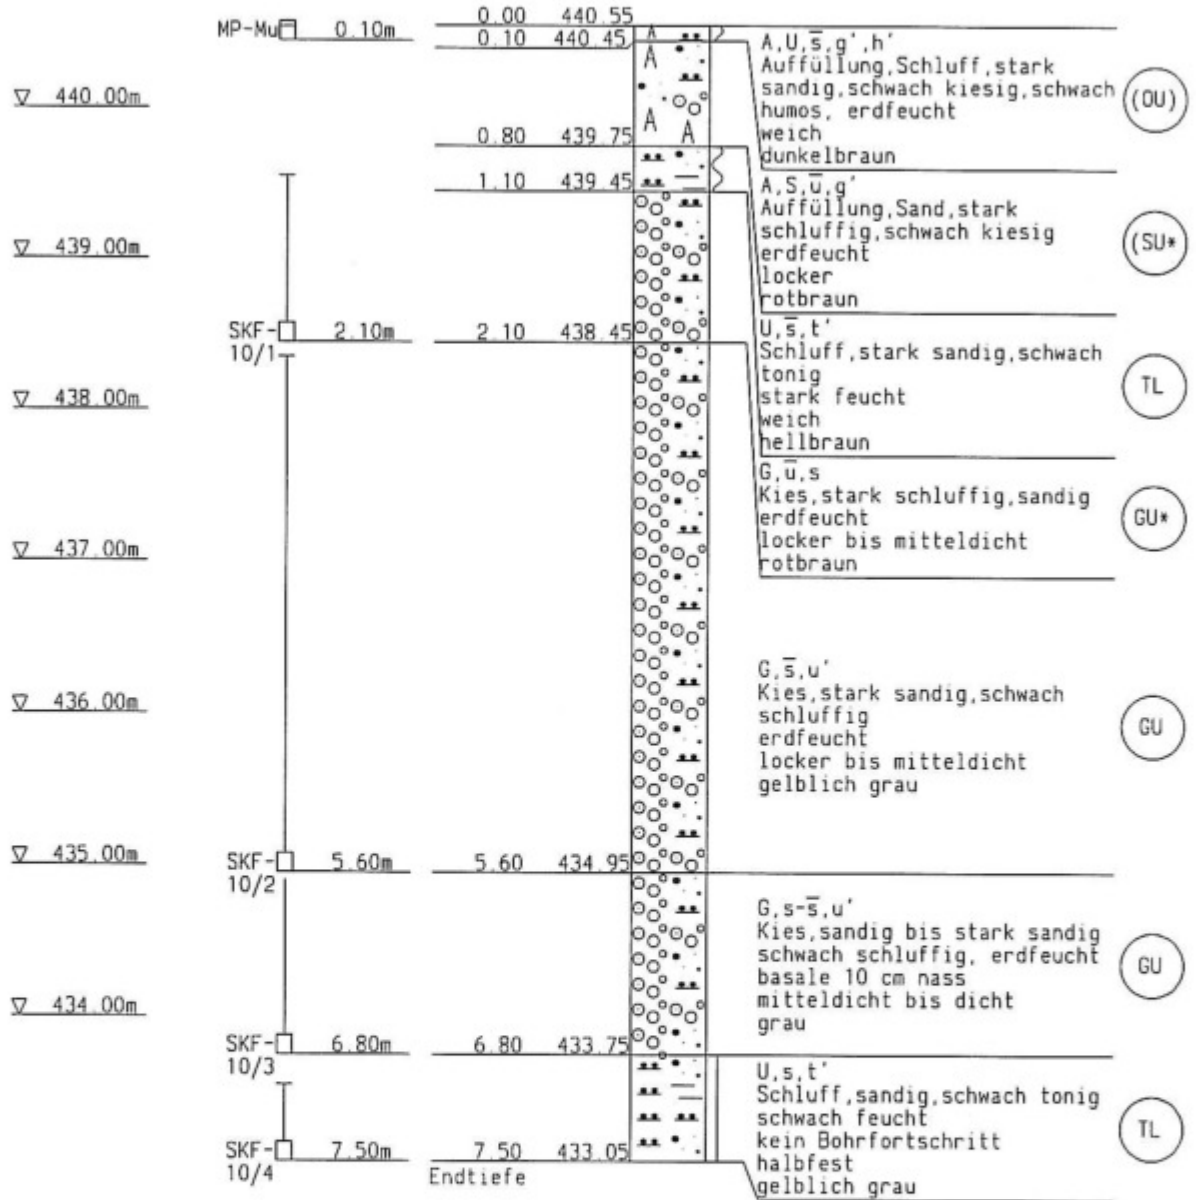 0.00 440.55
MP-Mu 0.10m 0.10 440.45
A,U,s̅,g',h'
Auffüllung,Schluff,stark
sandig,schwach kiesig,schwach
humos, erdfeucht
weich
dunkelbraun
(OU)
▽ 440.00m
0.80 439.75
1.10 439.45
A,S,u̅,g'
Auffüllung,Sand,stark
schluffig,schwach kiesig
erdfeucht
locker
rotbraun
(SU*
▽ 439.00m
SKF-10/1 2.10m 2.10 438.45
U,s̅,t'
Schluff,stark sandig,schwach
tonig
stark feucht
weich
hellbraun
TL
▽ 438.00m
G,u̅,s
Kies,stark schluffig,sandig
erdfeucht
locker bis mitteldicht
rotbraun
GU*
▽ 437.00m
G,s̅,u'
Kies,stark sandig,schwach
schluffig
erdfeucht
locker bis mitteldicht
gelblich grau
GU
▽ 436.00m
▽ 435.00m
SKF-10/2 5.60m 5.60 434.95
G,s-s̅,u'
Kies,sandig bis stark sandig
schwach schluffig, erdfeucht
basale 10 cm nass
mitteldicht bis dicht
grau
GU
▽ 434.00m
SKF-10/3 6.80m 6.80 433.75
U,s,t'
Schluff,sandig,schwach tonig
schwach feucht
kein Bohrfortschritt
halbfest
gelblich grau
TL
SKF-10/4 7.50m 7.50 433.05
Endtiefe
A A A A